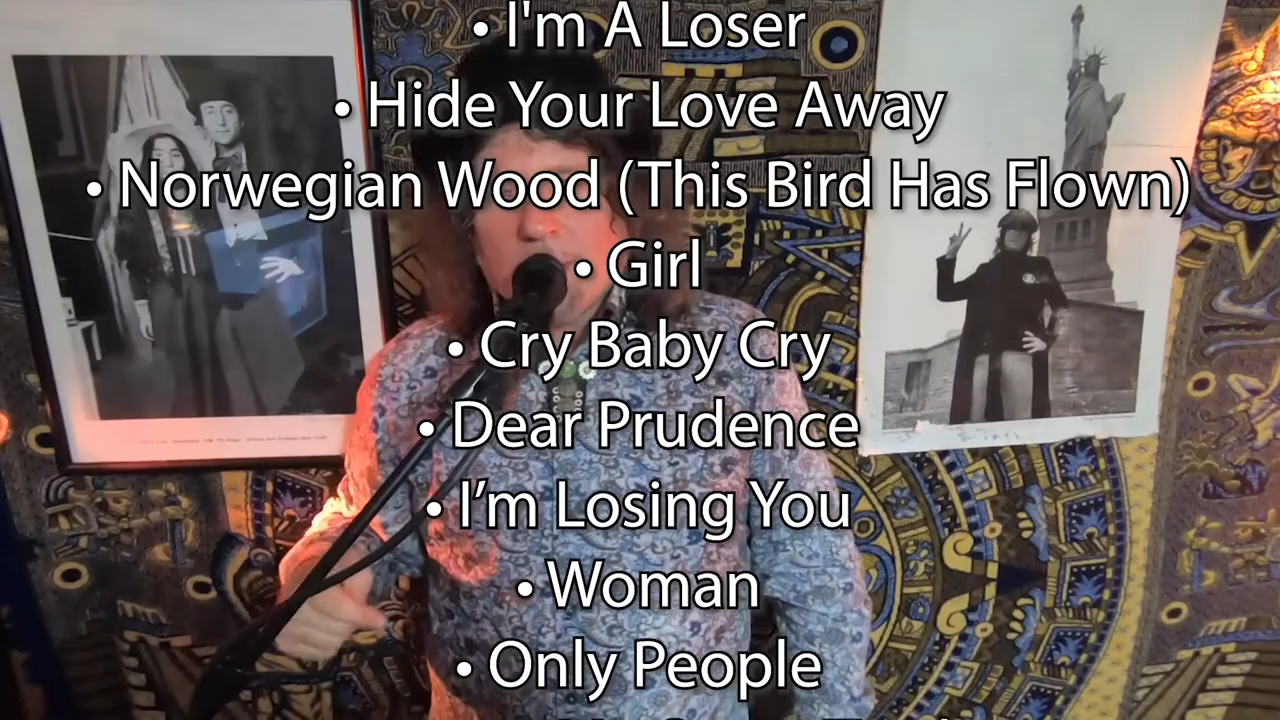 • I'm A Loser
• Hide Your Love Away
• Norwegian Wood (This Bird Has Flown)
• Girl
• Cry Baby Cry
• Dear Prudence
• I’m Losing You
• Woman
• Only People